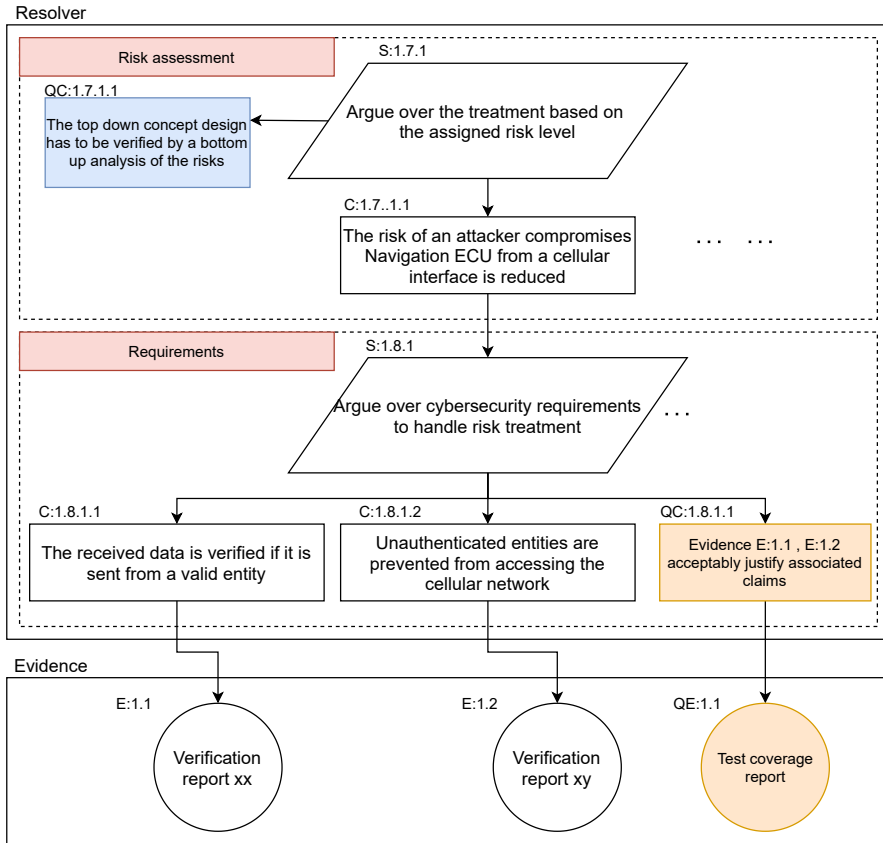 Resolver
Risk assessment
S:1.7.1
QC:1.7.1.1
Argue over the treatment based on
the assigned risk level
The top down concept design
has to be verified by a bottom
up analysis of the risks
C:1.7..1.1
The risk of an attacker compromises
Navigation ECU from a cellular
interface is reduced
... ...
Requirements
S:1.8.1
Argue over cybersecurity requirements
to handle risk treatment
...
C:1.8.1.1
The received data is verified if it is
sent from a valid entity
C:1.8.1.2
Unauthenticated entities are
prevented from accessing the
cellular network
QC:1.8.1.1
Evidence E:1.1 , E:1.2
acceptably justify associated
claims
Evidence
E:1.1
Verification
report xx
E:1.2
Verification
report xy
QE:1.1
Test coverage
report